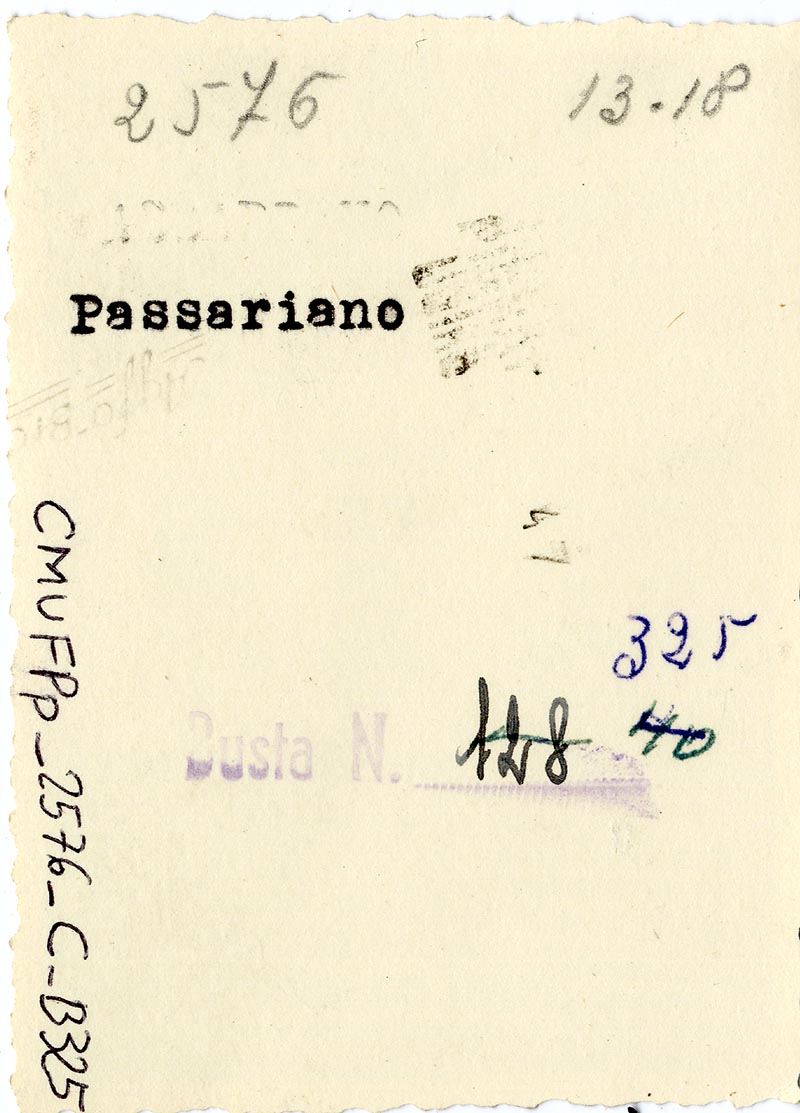 2576 13.18
Passariano
325
Busta N. 128 40
CMUFPp_2576_C_B325